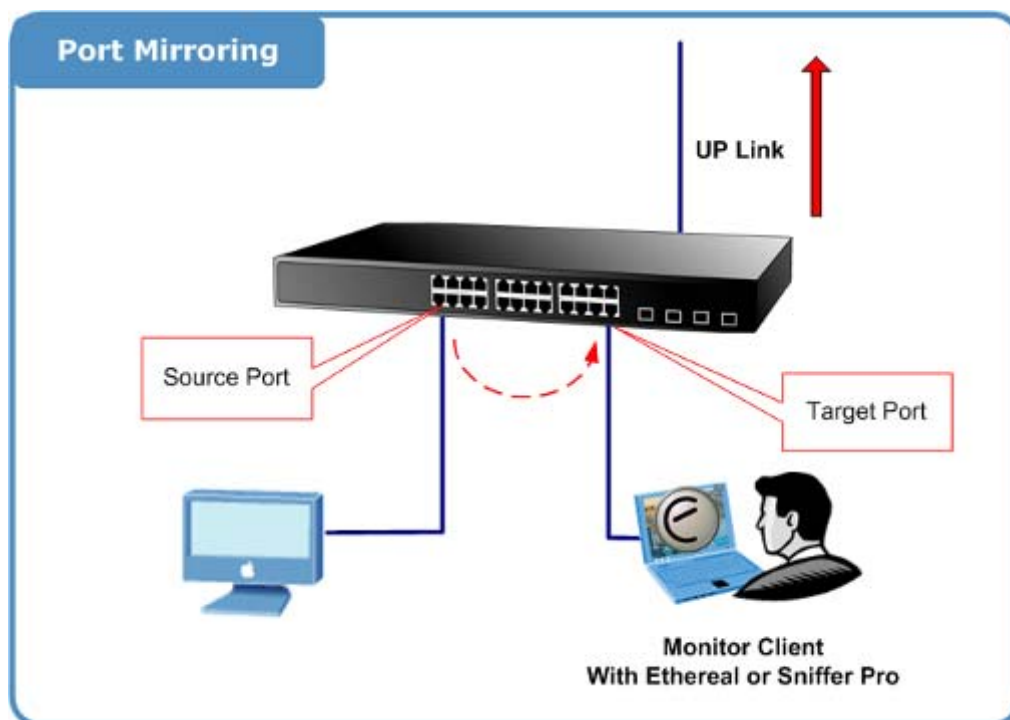 Port Mirroring
UP Link
Source Port
Target Port
Monitor Client
With Ethereal or Sniffer Pro